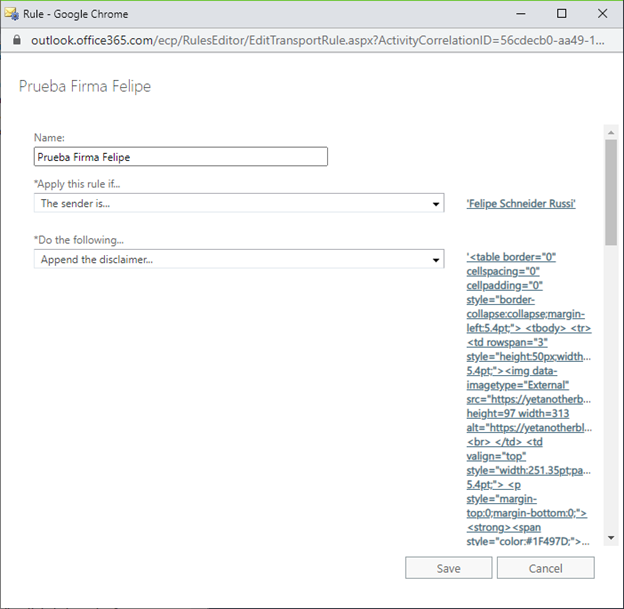 Rule - Google Chrome
outlook.office365.com/ecp/RulesEditor/EditTransportRule.aspx?ActivityCorrelationID=56cdecb0-aa49-1...
Prueba Firma Felipe
Name:
Prueba Firma Felipe
*Apply this rule if...
The sender is...
'Felipe Schneider Russi'
*Do the following...
Append the disclaimer...
'<table border="0"
cellspacing="0"
cellpadding="0"
style="border-
collapse:collapse;margin-
left:5.4pt;"> <tbody> <tr>
<td rowspan="3"
style="height:50px;width...
5.4pt;"><img data-
imagetype="External"
src="https://yetanotherb...
height=97 width=313
alt="https://yetanotherbl...
<br> </td> <td
valign="top"
style="width:251.35pt;pa...
5.4pt;"> <p
style="margin-
top:0;margin-bottom:0;">
<strong><span
style="color:#1F497D;">...
Save
Cancel